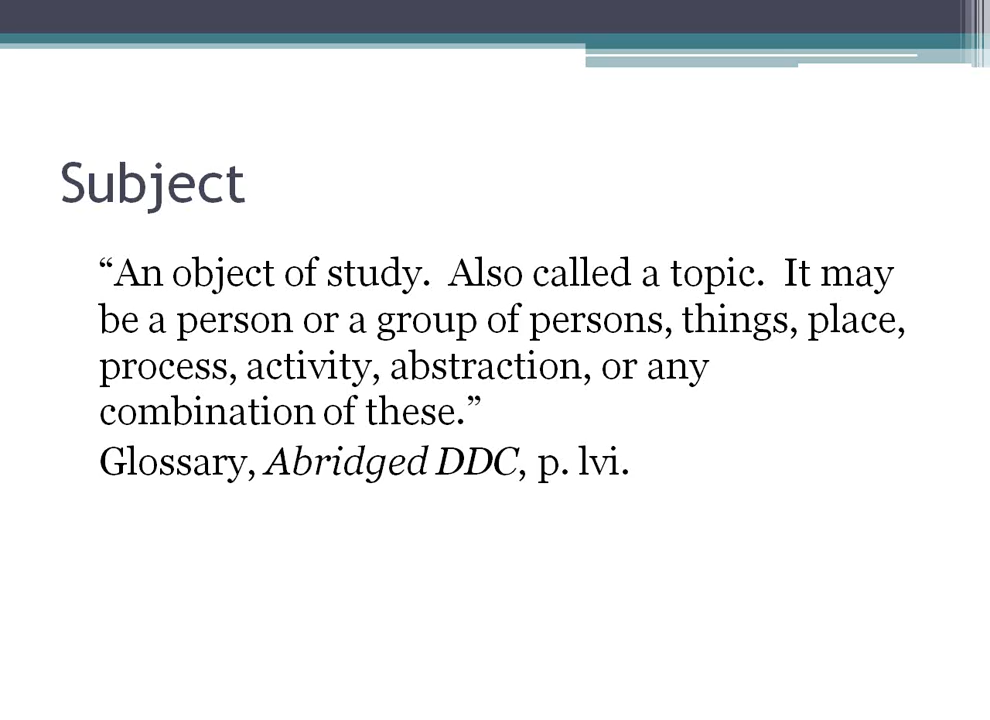 Subject
“An object of study.  Also called a topic.  It may
be a person or a group of persons, things, place,
process, activity, abstraction, or any
combination of these.”
Glossary, Abridged DDC, p. lvi.